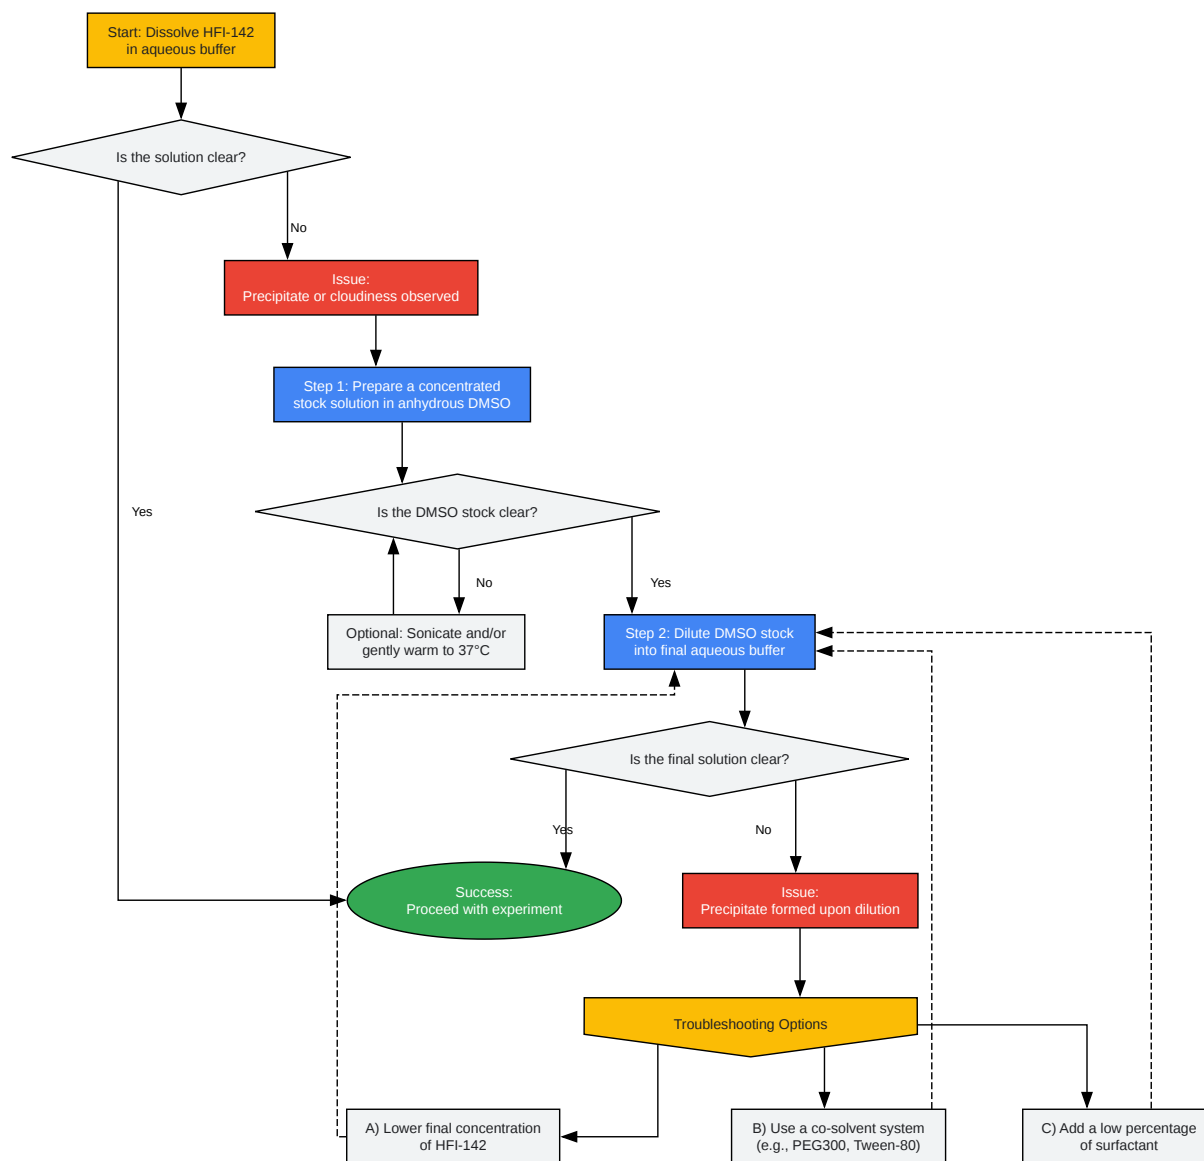 Start: Dissolve HFI-142
in aqueous buffer
Is the solution clear?
No
Issue:
Precipitate or cloudiness observed
Step 1: Prepare a concentrated
stock solution in anhydrous DMSO
Yes
Is the DMSO stock clear?
No
Yes
Optional: Sonicate and/or
gently warm to 37°C
Step 2: Dilute DMSO stock
into final aqueous buffer
Is the final solution clear?
Yes
No
Success:
Proceed with experiment
Issue:
Precipitate formed upon dilution
Troubleshooting Options
A) Lower final concentration
of HFI-142
B) Use a co-solvent system
(e.g., PEG300, Tween-80)
C) Add a low percentage
of surfactant